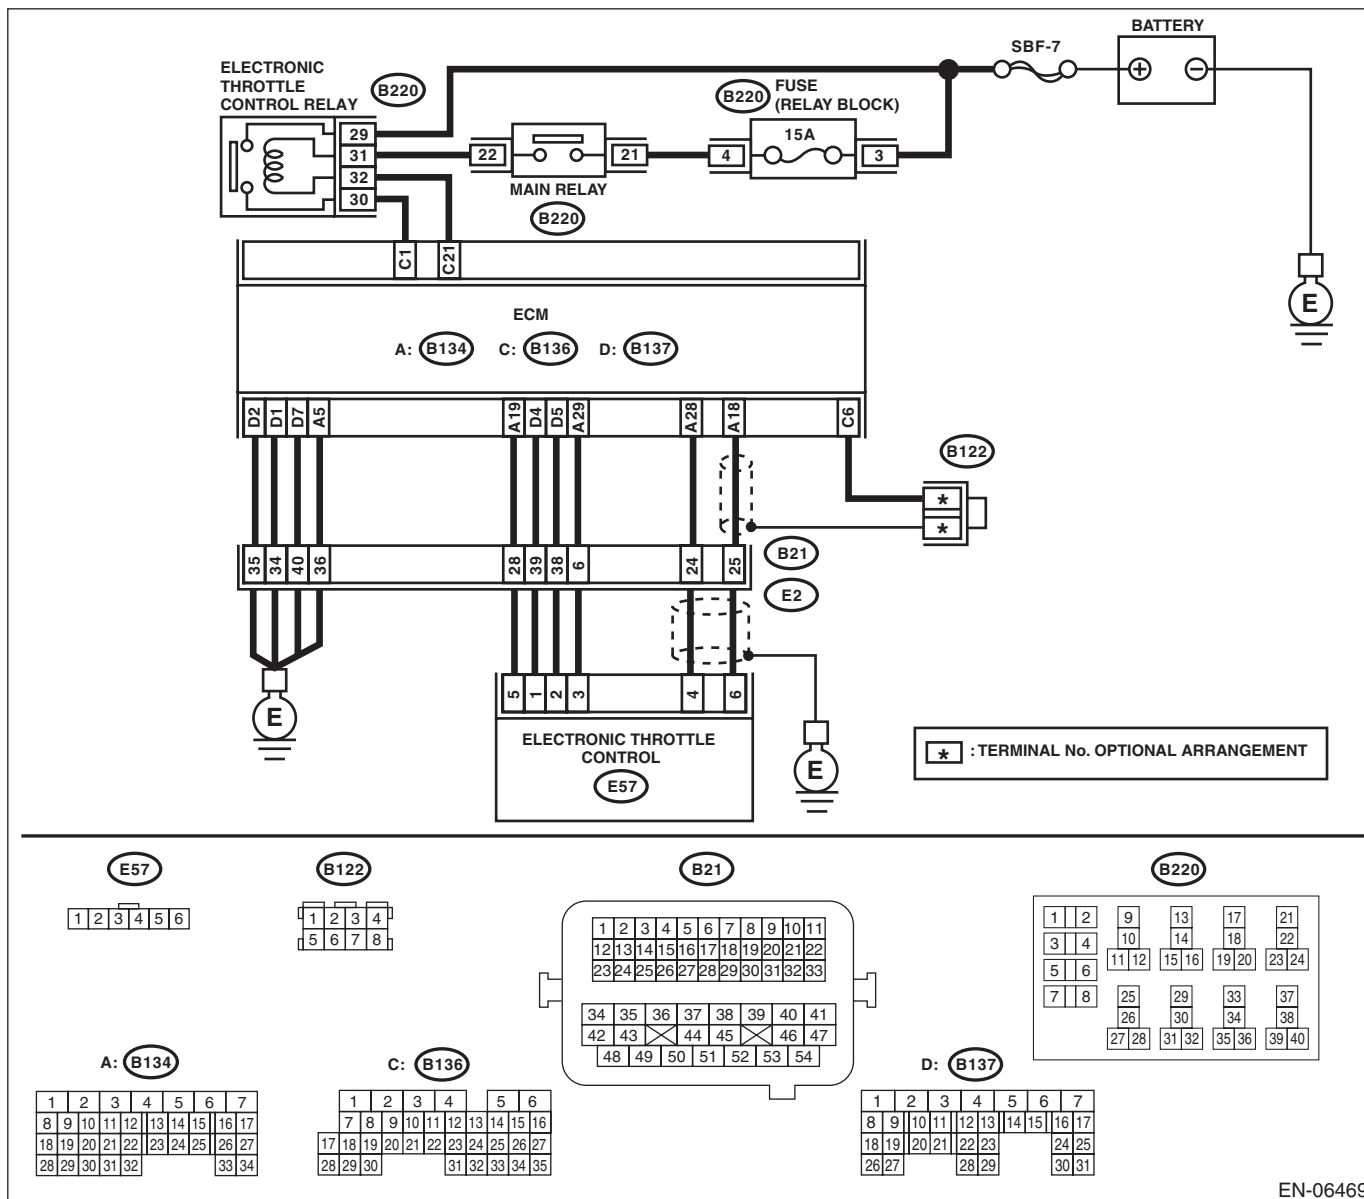 BATTERY
SBF-7
ELECTRONIC
THROTTLE
CONTROL RELAY
B220
B220
FUSE
(RELAY BLOCK)
15A
29
31
32
30
22
21
4
3
MAIN RELAY
B220
E
C1
C21
ECM
A: B134 C: B136 D: B137
D2
D1
D7
A5
A19
D4
D5
A29
A28
A18
C6
B122
*
*
B21
E2
35
34
40
36
28
39
38
6
24
25
5
1
2
3
4
6
E
ELECTRONIC THROTTLE
CONTROL
E57
E
* : TERMINAL No. OPTIONAL ARRANGEMENT
E57
1 2 3 4 5 6
B122
1 2 3 4
5 6 7 8
B21
1 2 3 4 5 6 7 8 9 10 11
12 13 14 15 16 17 18 19 20 21 22
23 24 25 26 27 28 29 30 31 32 33
34 35 36 37 38 39 40 41
42 43 44 45 46 47
48 49 50 51 52 53 54
B220
1 2 9 13 17 21
3 4 10 14 18 22
11 12 15 16 19 20 23 24
5 6
7 8 25 29 33 37
26 30 34 38
27 28 31 32 35 36 39 40
A: B134
1 2 3 4 5 6 7
8 9 10 11 12 13 14 15 16 17
18 19 20 21 22 23 24 25 26 27
28 29 30 31 32 33 34
C: B136
1 2 3 4 5 6
7 8 9 10 11 12 13 14 15 16
17 18 19 20 21 22 23 24 25 26 27
28 29 30 31 32 33 34 35
D: B137
1 2 3 4 5 6 7
8 9 10 11 12 13 14 15 16 17
18 19 20 21 22 23 24 25
26 27 28 29 30 31
EN-06469